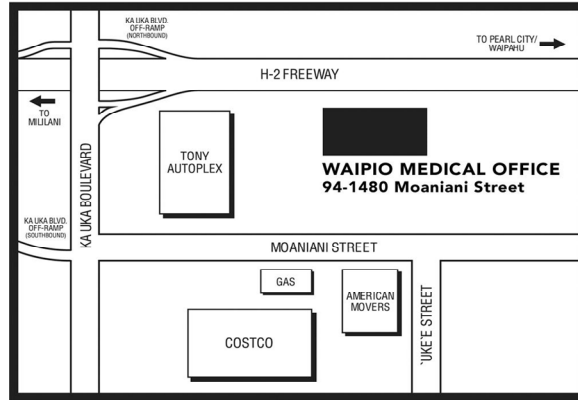 KA UKA BLVD.
OFF-RAMP
(NORTHBOUND)
TO PEARL CITY/
WAIPAHU
H-2 FREEWAY
TO
MILILANI
TONY
AUTOPLEX
WAIPIO MEDICAL OFFICE
94-1480 Moaniani Street
KA UKA BOULEVARD
KA UKA BLVD.
OFF-RAMP
(SOUTHBOUND)
MOANIANI STREET
GAS
AMERICAN
MOVERS
COSTCO
'UKE'E STREET